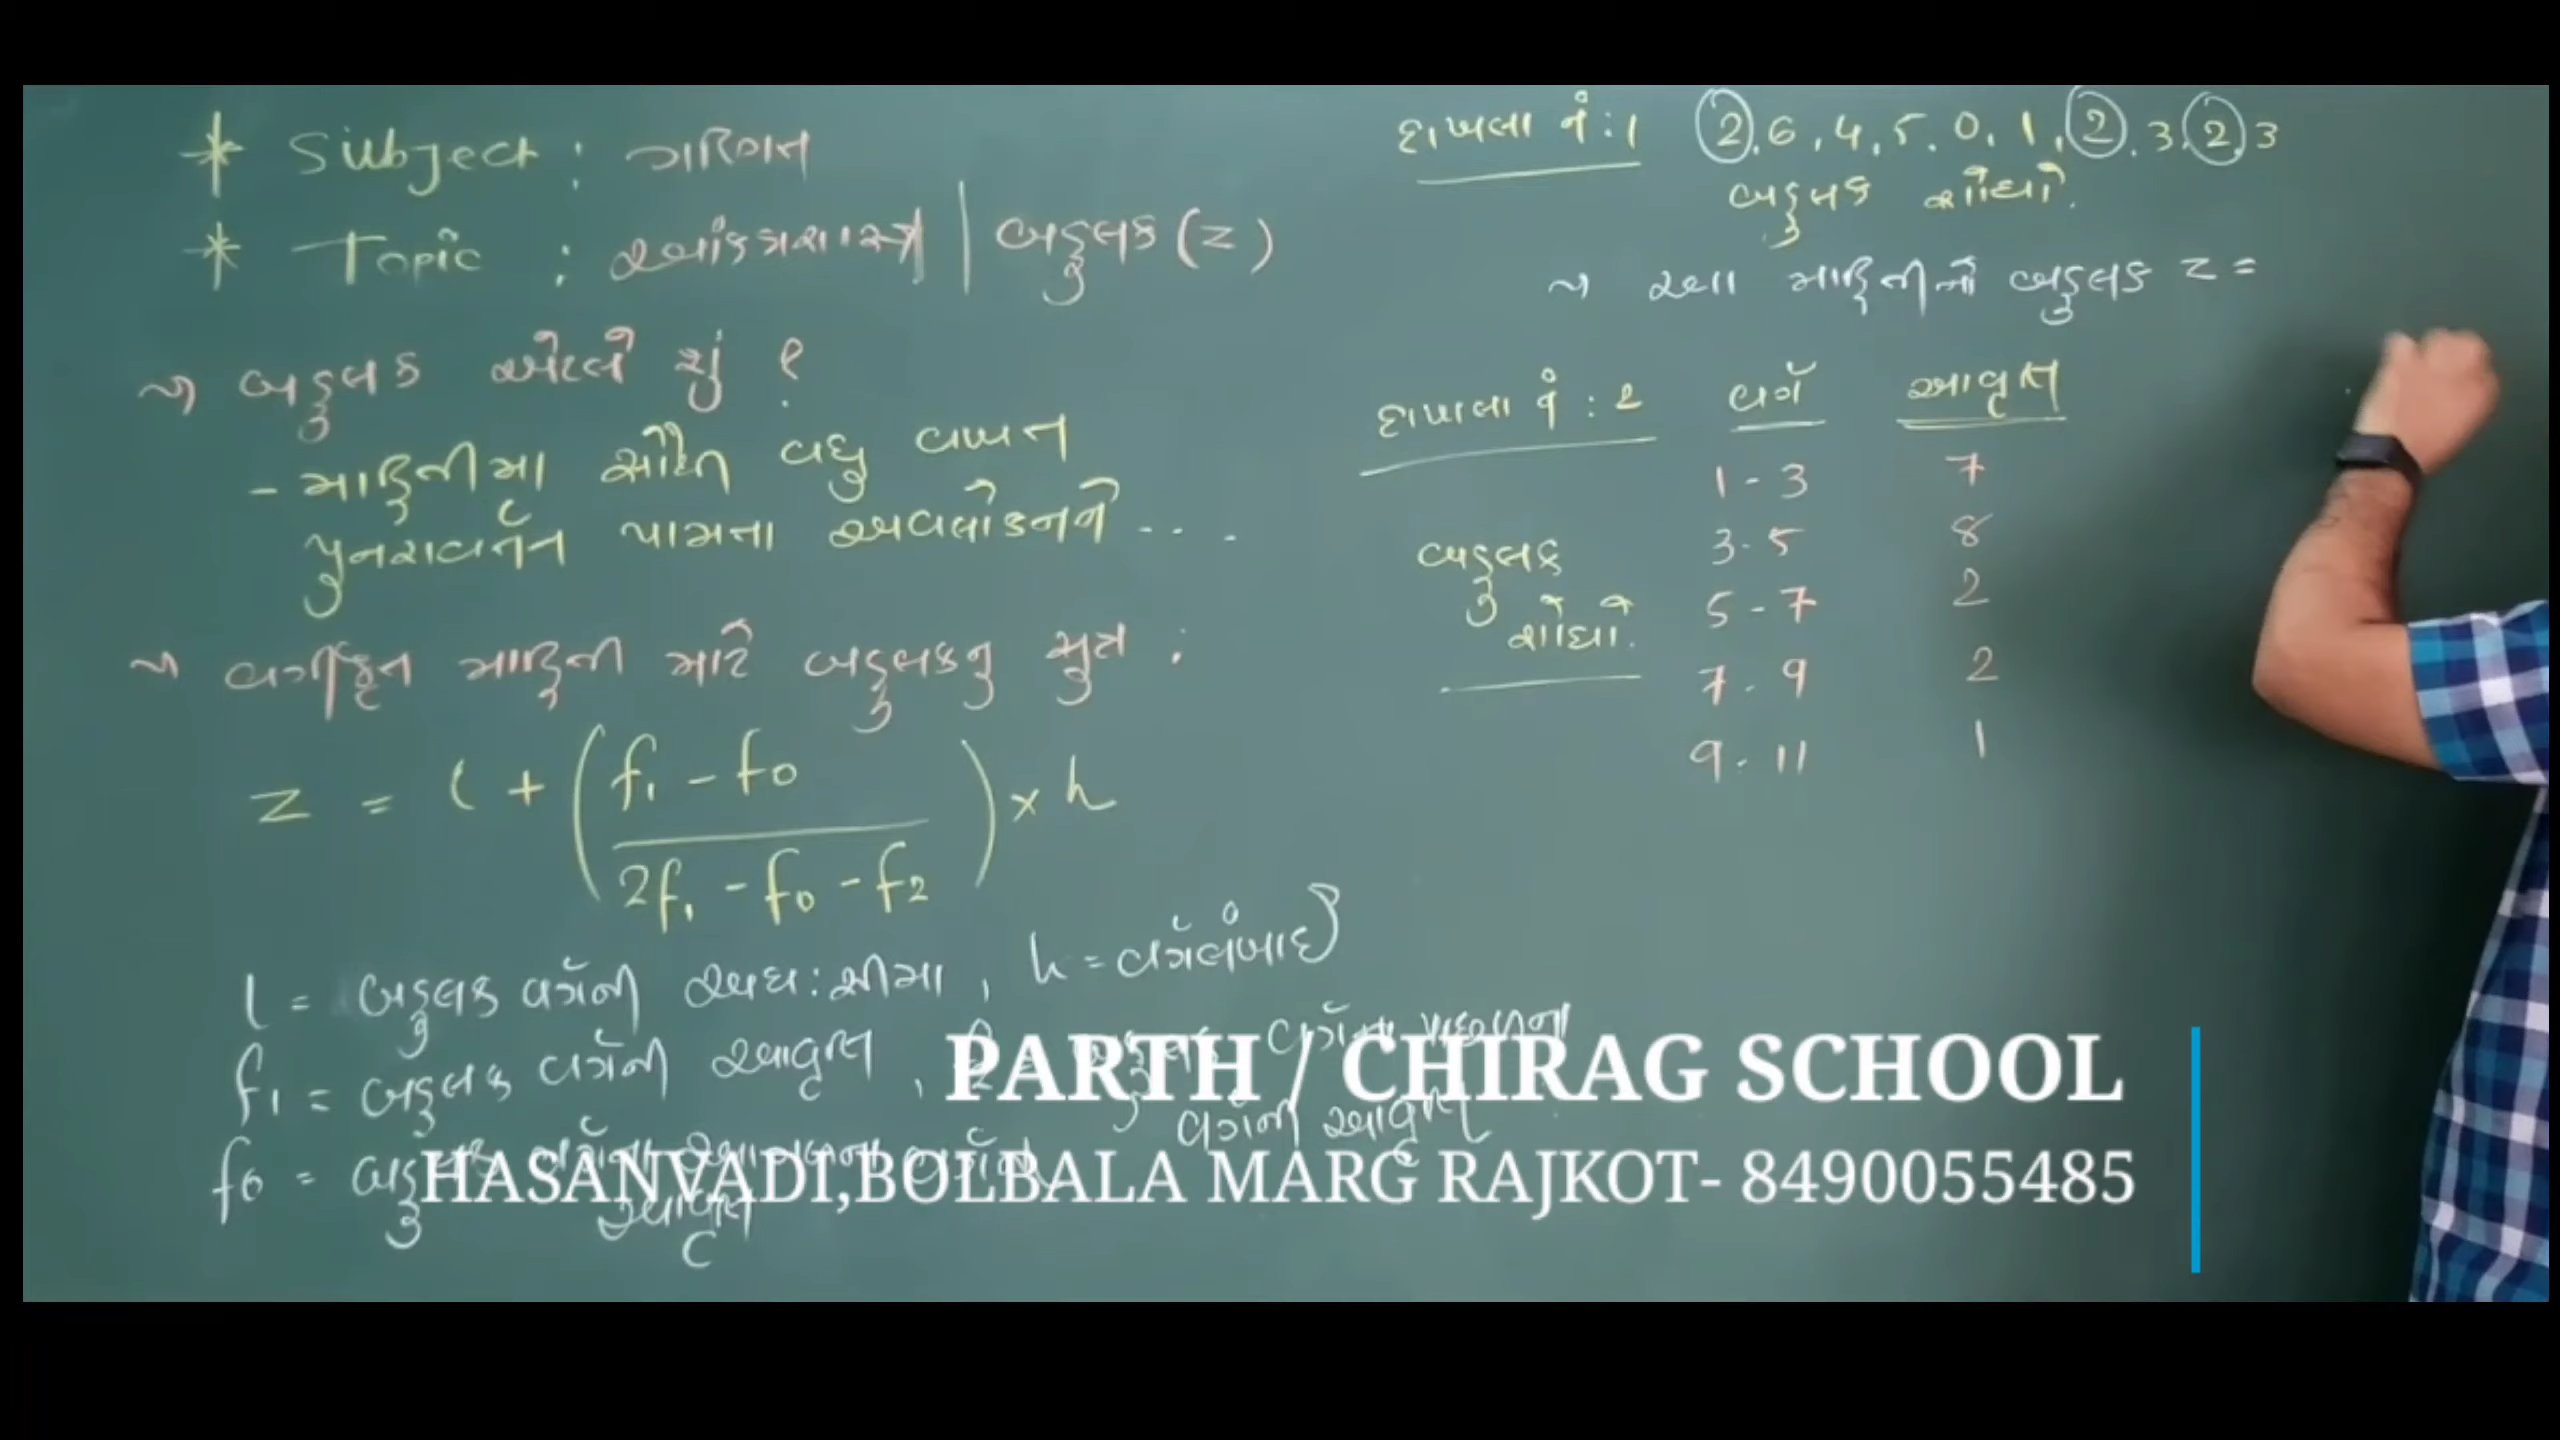 * Subject : ગણિત
* Topic : આંકડાશાસ્ત્ર | બહુલક (z)
~> બહુલક એટલે શું ?
- માહિતીમા સૌથી વધુ વખત
પુનરાવર્તન પામતા અવલોકનને . . .
~> વર્ગીકૃત માહિતી માટે બહુલકનુ સુત્ર :
z = l + ( f₁ - f₀ / 2f₁ - f₀ - f₂ ) × h
l = બહુલક વર્ગની અધ:સીમા , h = વર્ગલંબાઈ
f₁ = બહુલક વર્ગની આવૃત્તિ ,
વર્ગના પાછળના
વર્ગની આવૃત્તિ
f₀ =
આવૃત્તિ
દાખલા નં : 1 2, 6, 4, 5, 0, 1, 2, 3, 2, 3
બહુલક શોધો.
~> આ માહિતીનો બહુલક z =
દાખલા નં : 2 વર્ગ આવૃત્તિ
1 - 3 7
3 - 5 8
બહુલક
5 - 7 2
શોધો.
7 - 9 2
9 - 11 1
PARTH / CHIRAG SCHOOL
HASANVADI,BOLBALA MARG RAJKOT- 8490055485